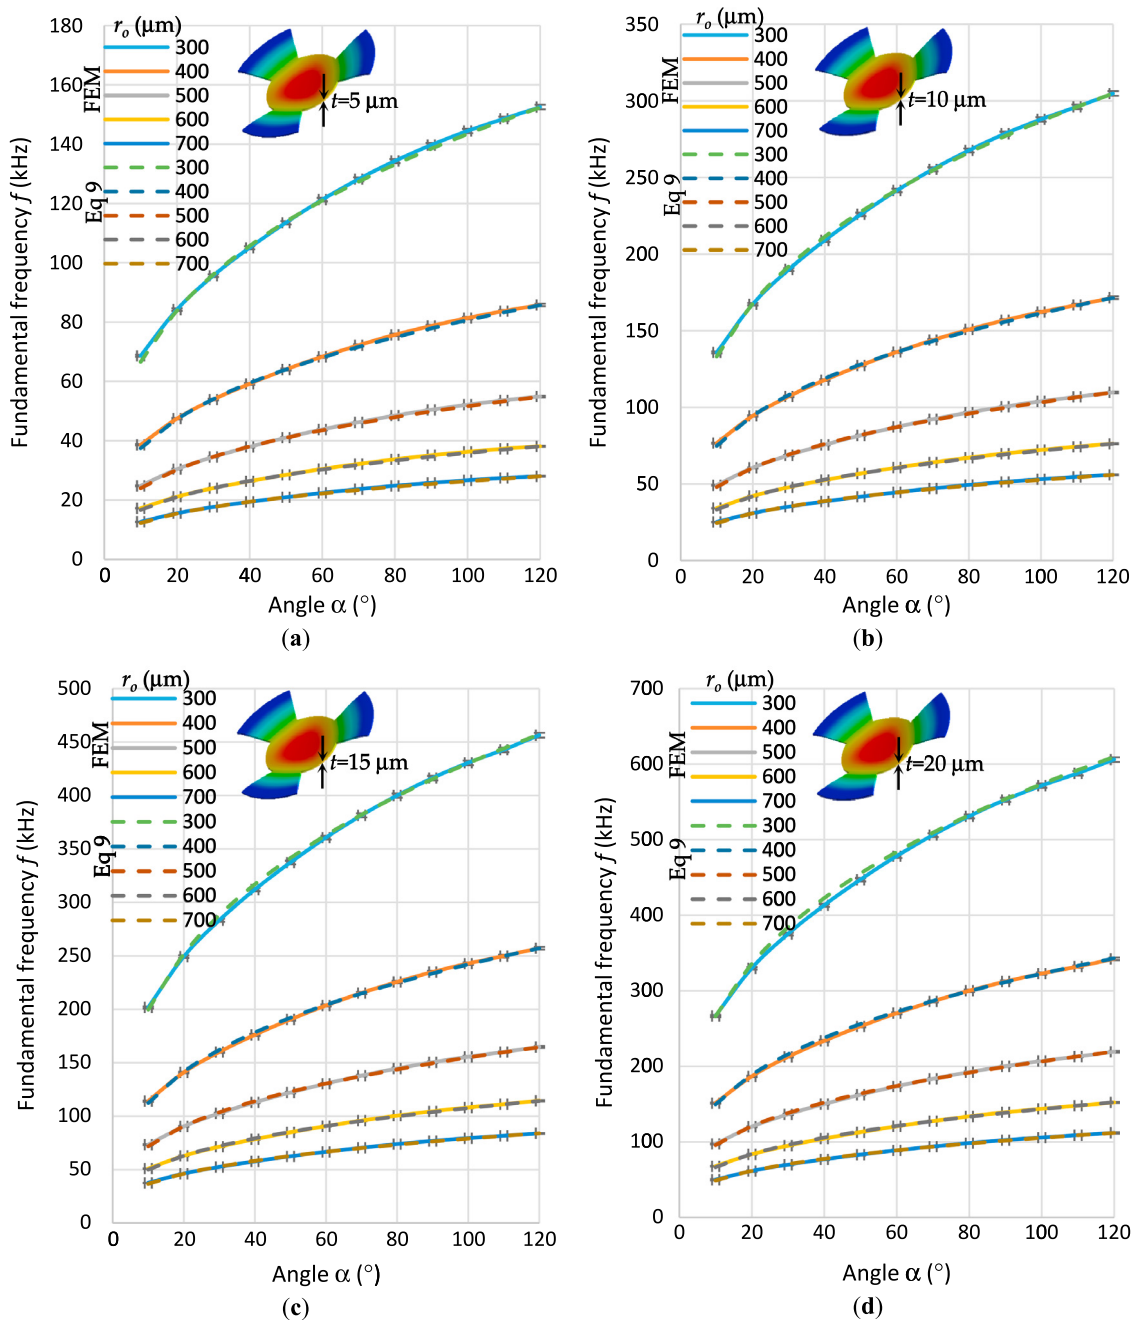 r_o (μm)
FEM
300
400
500
600
700
Eq 9
300
400
500
600
700
t=5 μm
Fundamental frequency f (kHz)
180
160
140
120
100
80
60
40
20
0
0 20 40 60 80 100 120
Angle α (°)
(a)
r_o (μm)
FEM
300
400
500
600
700
Eq 9
300
400
500
600
700
t=10 μm
Fundamental frequency f (kHz)
350
300
250
200
150
100
50
0
0 20 40 60 80 100 120
Angle α (°)
(b)
r_o (μm)
FEM
300
400
500
600
700
Eq 9
300
400
500
600
700
t=15 μm
Fundamental frequency f (kHz)
500
450
400
350
300
250
200
150
100
50
0
0 20 40 60 80 100 120
Angle α (°)
(c)
r_o (μm)
FEM
300
400
500
600
700
Eq 9
300
400
500
600
700
t=20 μm
Fundamental frequency f (kHz)
700
600
500
400
300
200
100
0
0 20 40 60 80 100 120
Angle α (°)
(d)